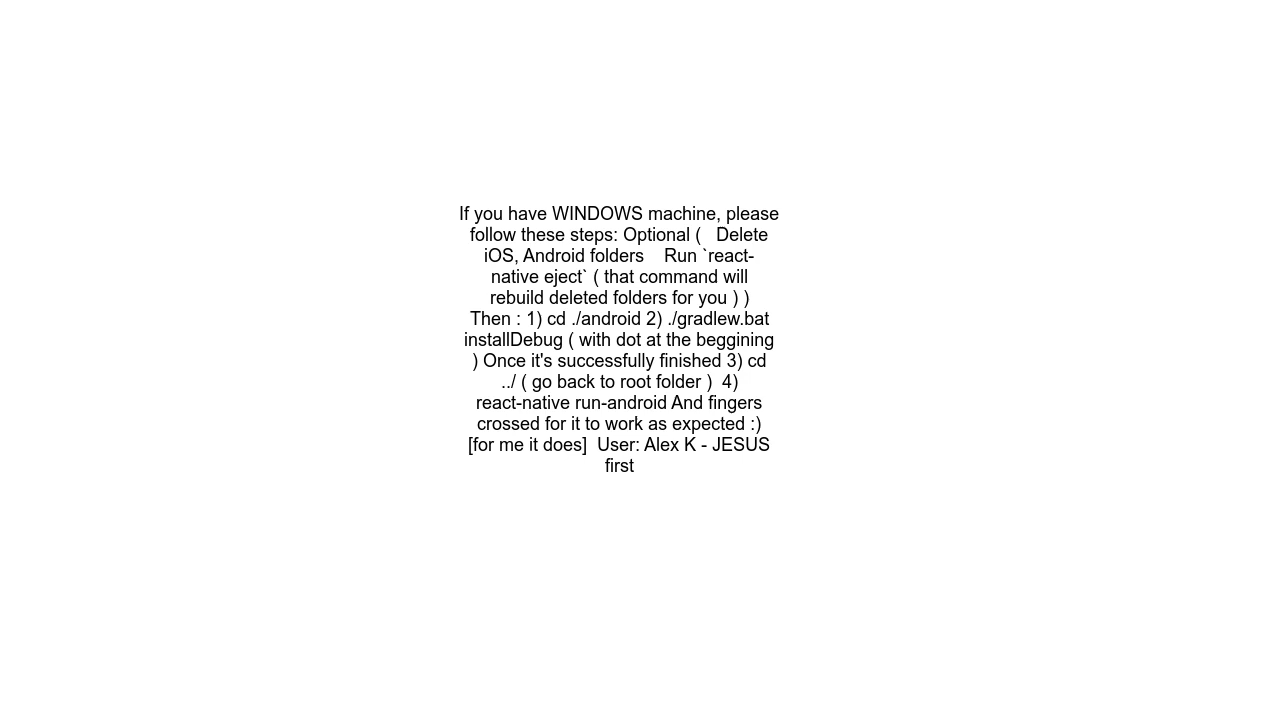 If you have WINDOWS machine, please
follow these steps: Optional (   Delete
iOS, Android folders    Run `react-
native eject` ( that command will
rebuild deleted folders for you ) )
Then : 1) cd ./android 2) ./gradlew.bat
installDebug ( with dot at the beggining
) Once it's successfully finished 3) cd
../ ( go back to root folder )  4)
react-native run-android And fingers
crossed for it to work as expected :)
[for me it does]  User: Alex K - JESUS
first